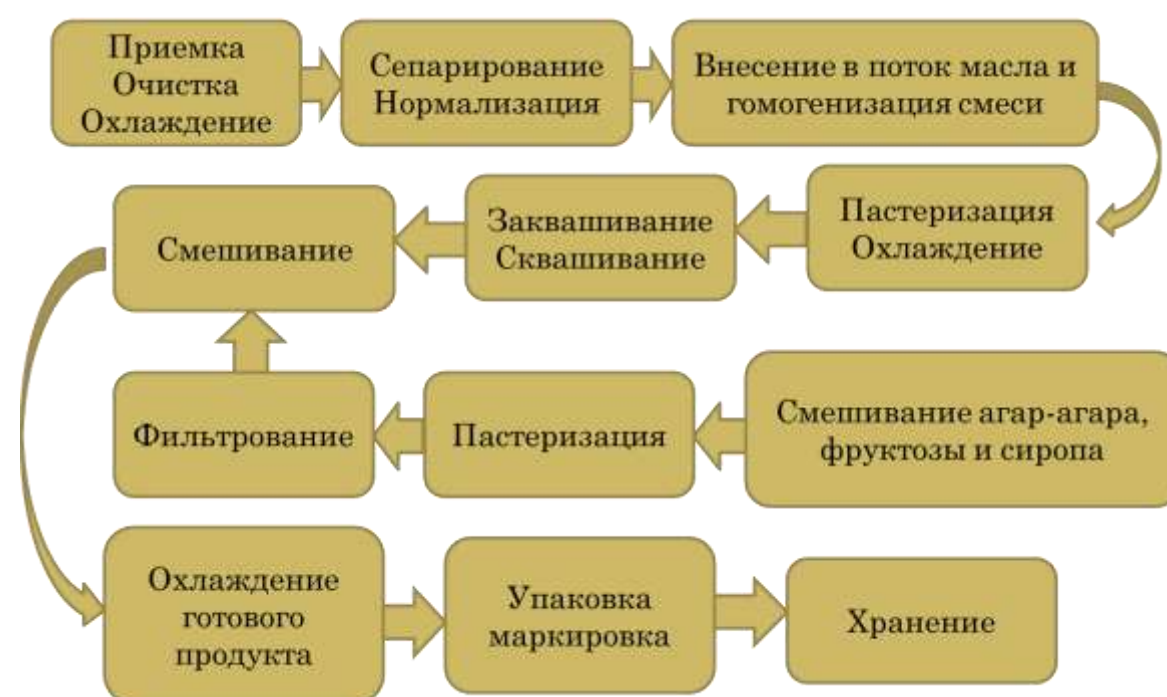 Приемка
Очистка
Охлаждение
Сепарирование
Нормализация
Внесение в поток масла и
гомогенизация смеси
Пастеризация
Охлаждение
Заквашивание
Сквашивание
Смешивание
Смешивание агар-агара,
фруктозы и сиропа
Пастеризация
Фильтрование
Охлаждение
готового
продукта
Упаковка
маркировка
Хранение